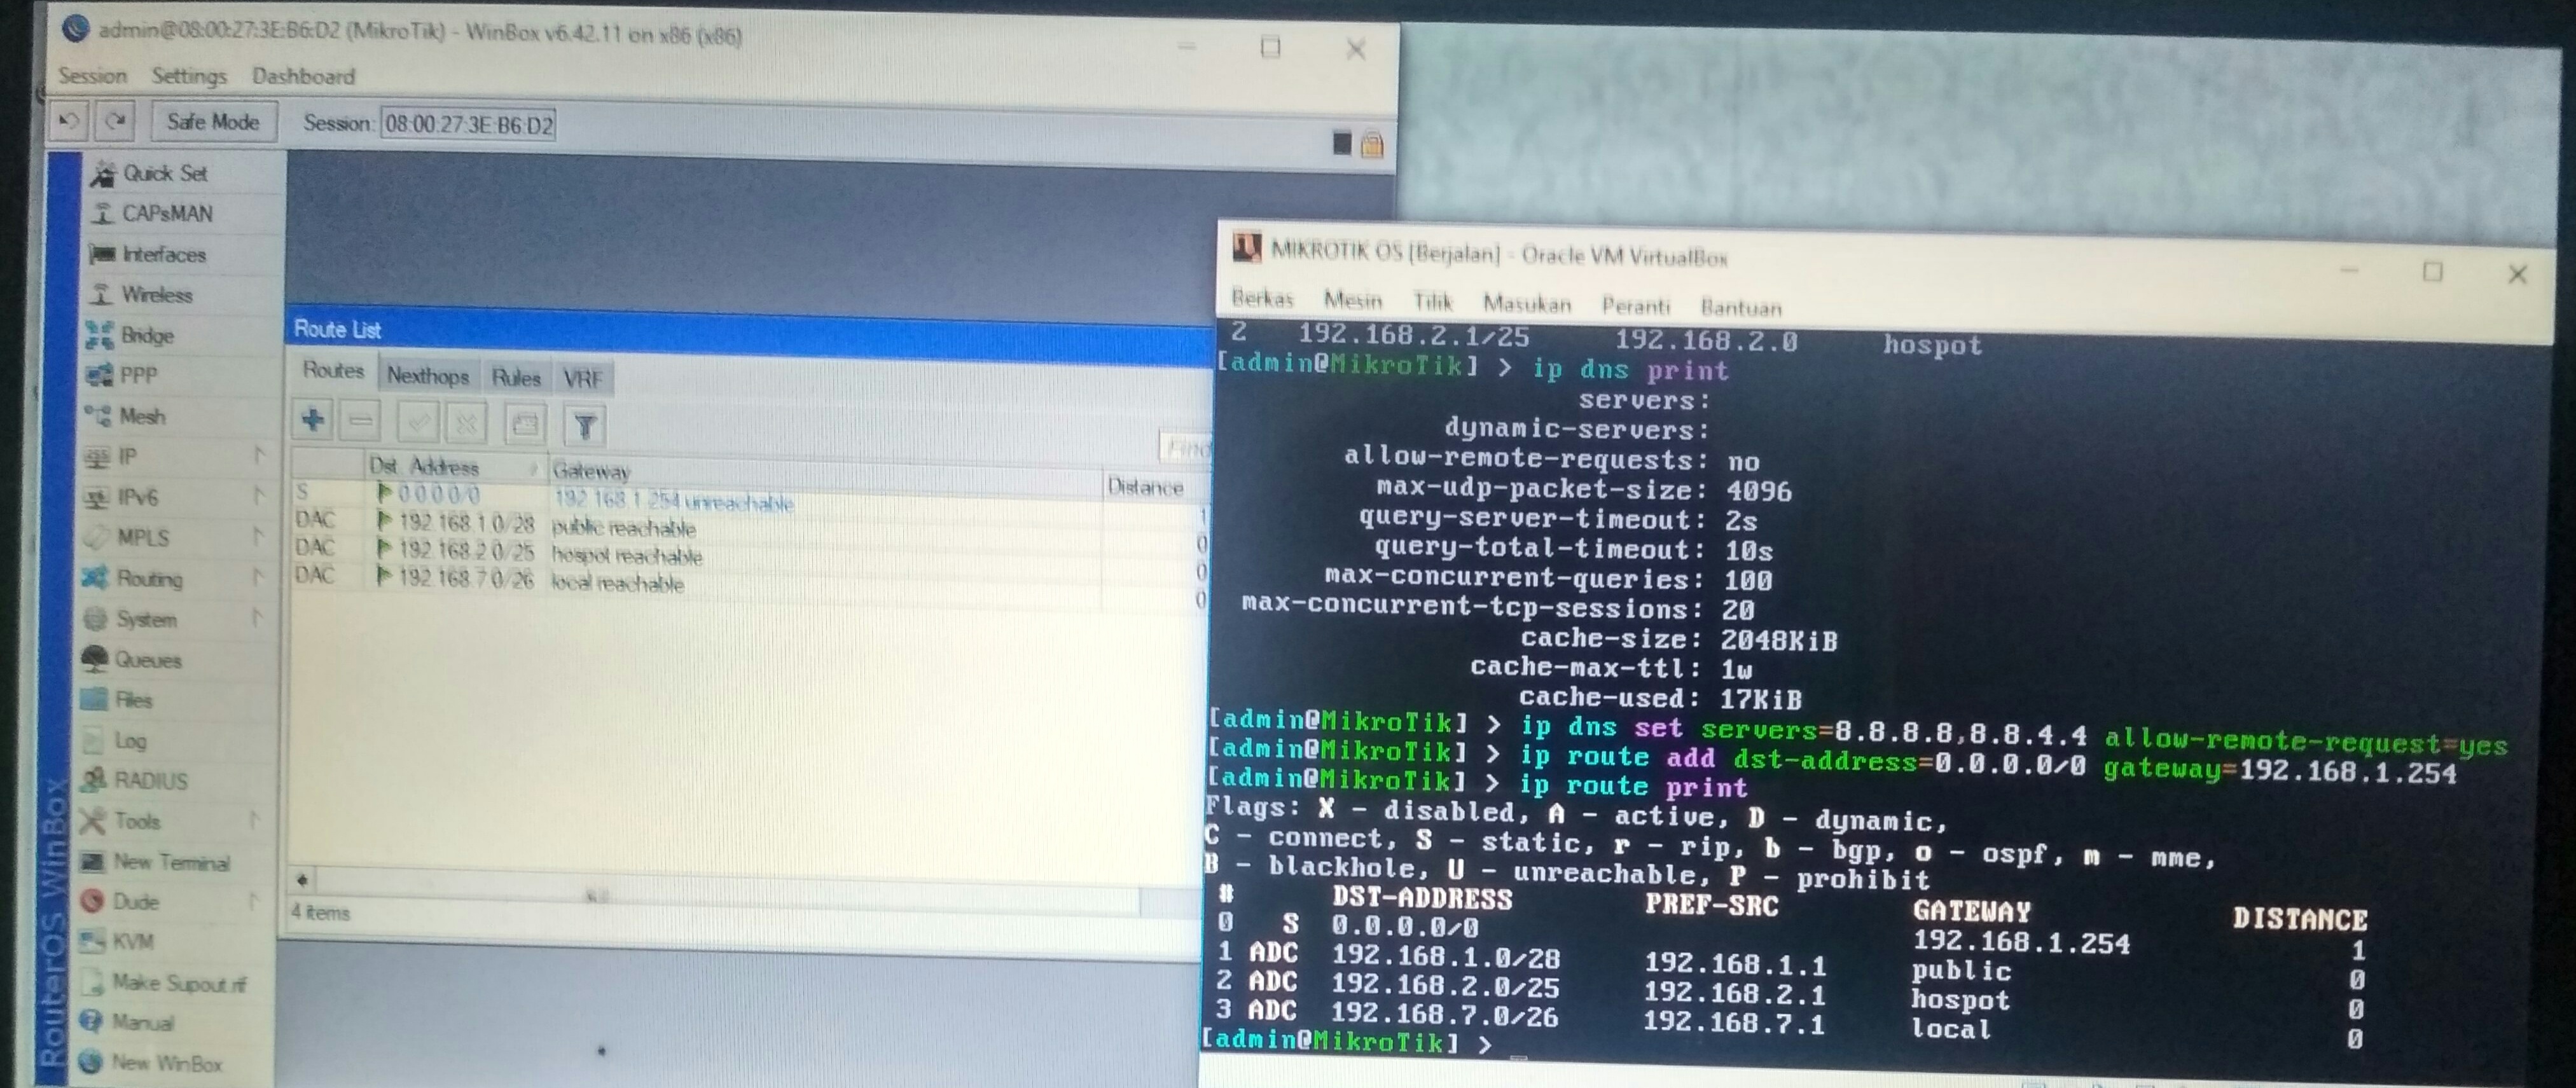 admin@08:00:27:3E:B6:D2 (MikroTik) - WinBox v6.42.11 on x86 (x86)
Session Settings Dashboard
Safe Mode Session: 08:00:27:3E:B6:D2
Quick Set
CAPsMAN
Interfaces
Wireless
Bridge
PPP
Mesh
IP
IPv6
MPLS
Routing
System
Queues
Files
Log
RADIUS
Tools
New Terminal
Dude
KVM
Make Supout.rif
Manual
New WinBox
RouterOS WinBox
Route List
Routes Nexthops Rules VRF
Find
Dst. Address Gateway Distance
S 0.0.0.0/0 192.168.1.254 unreachable 1
DAC 192.168.1.0/28 public reachable 0
DAC 192.168.2.0/25 hospot reachable 0
DAC 192.168.7.0/26 local reachable 0
4 items
MIKROTIK OS [Berjalan] - Oracle VM VirtualBox
Berkas Mesin Tilik Masukan Peranti Bantuan
2 192.168.2.1/25 192.168.2.0 hospot
[admin@MikroTik] > ip dns print
servers:
dynamic-servers:
allow-remote-requests: no
max-udp-packet-size: 4096
query-server-timeout: 2s
query-total-timeout: 10s
max-concurrent-queries: 100
max-concurrent-tcp-sessions: 20
cache-size: 2048KiB
cache-max-ttl: 1w
cache-used: 17KiB
[admin@MikroTik] > ip dns set servers=8.8.8.8,8.8.4.4 allow-remote-request=yes
[admin@MikroTik] > ip route add dst-address=0.0.0.0/0 gateway=192.168.1.254
[admin@MikroTik] > ip route print
Flags: X - disabled, A - active, D - dynamic,
C - connect, S - static, r - rip, b - bgp, o - ospf, m - mme,
B - blackhole, U - unreachable, P - prohibit
# DST-ADDRESS PREF-SRC GATEWAY DISTANCE
0 S 0.0.0.0/0 192.168.1.254 1
1 ADC 192.168.1.0/28 192.168.1.1 public 0
2 ADC 192.168.2.0/25 192.168.2.1 hospot 0
3 ADC 192.168.7.0/26 192.168.7.1 local 0
[admin@MikroTik] >